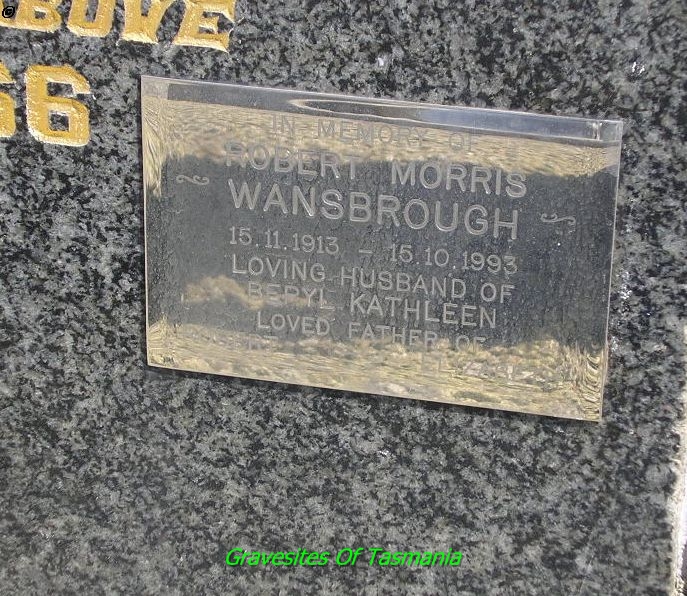 ©
BOVE
66
IN MEMORY OF
ROBERT MORRIS
WANSBROUGH
15.11.1913 – 15.10.1993
LOVING HUSBAND OF
BERYL KATHLEEN
LOVED FATHER OF
Gravesites Of Tasmania